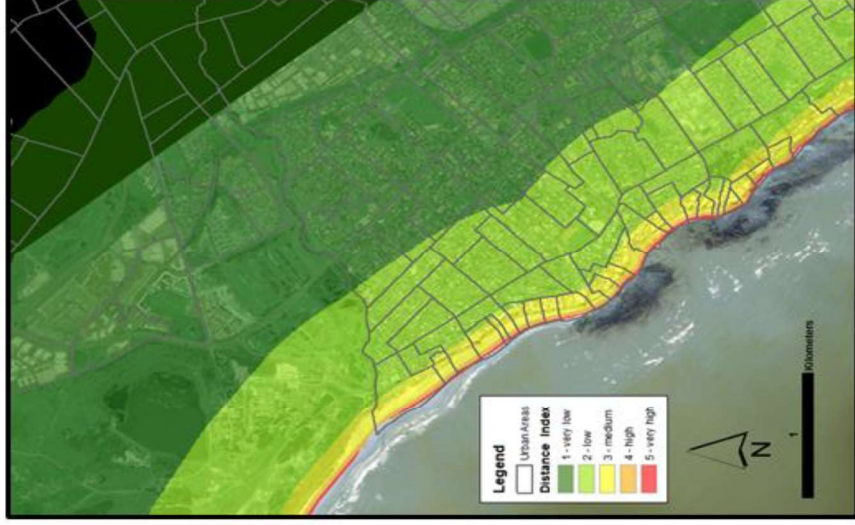 Legend
Urban Areas
Distance Index
1 - very low
2 - low
3 - medium
4 - high
5 - very high
N
1
Kilometers